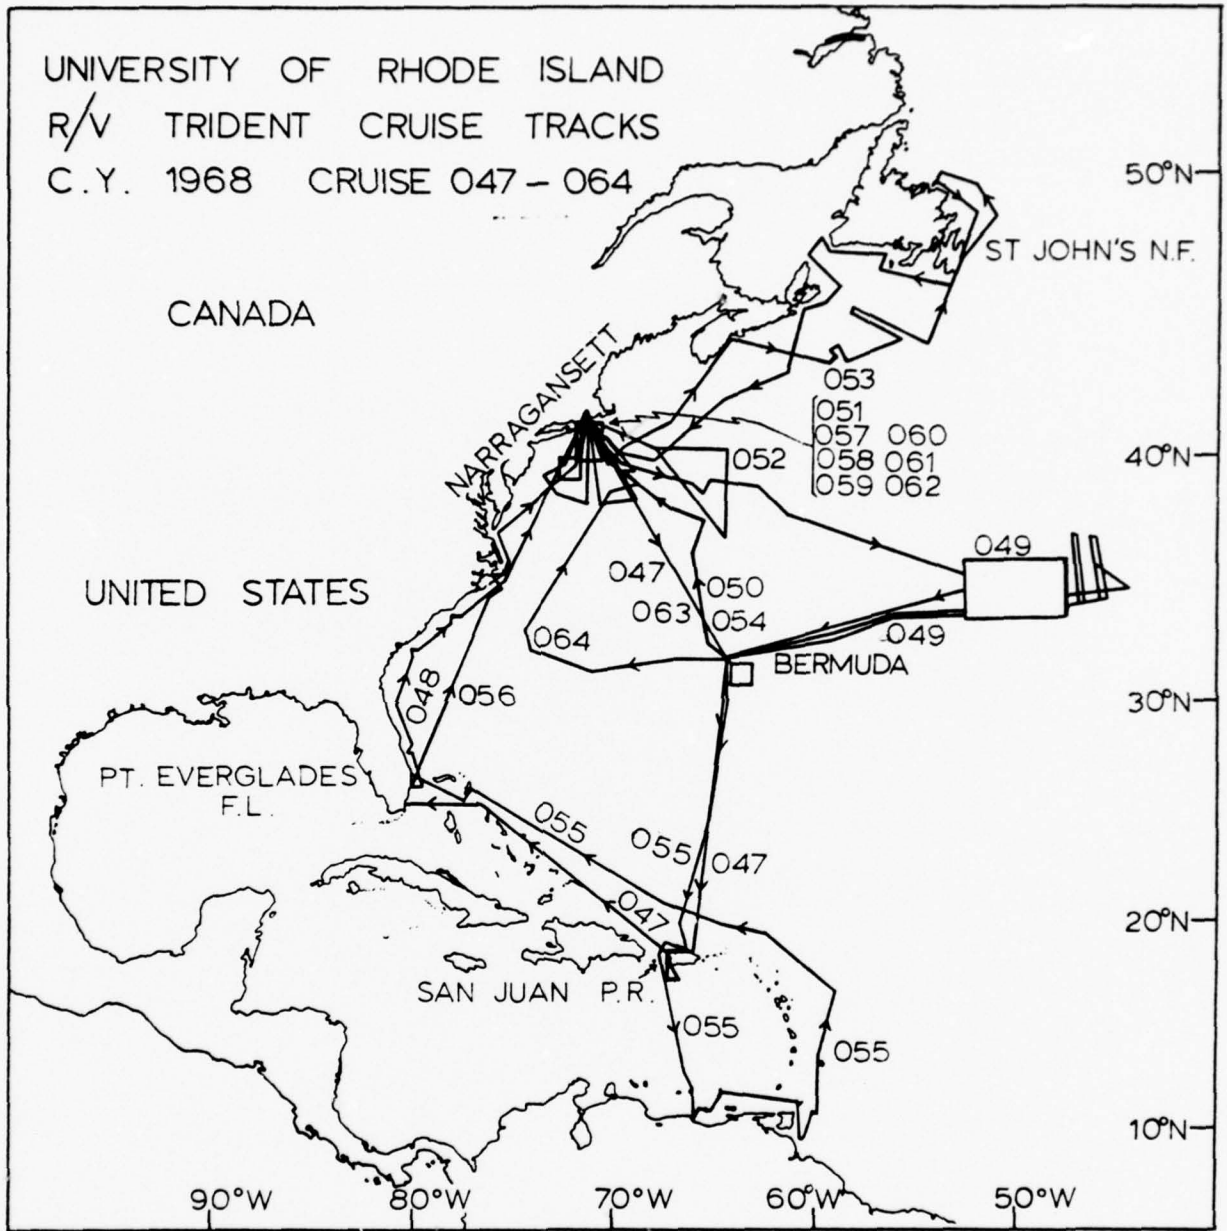 UNIVERSITY OF RHODE ISLAND
R/V TRIDENT CRUISE TRACKS
C.Y. 1968 CRUISE 047 – 064
50°N
ST JOHN'S N.F.
CANADA
NARRAGANSETT
053
051
057 060
058 061
059 062
052
40°N
049
047
050
UNITED STATES
063
054
049
064
BERMUDA
048
056
30°N
PT. EVERGLADES
F.L.
055
055
047
047
20°N
SAN JUAN P.R.
055
055
10°N
90°W
80°W
70°W
60°W
50°W